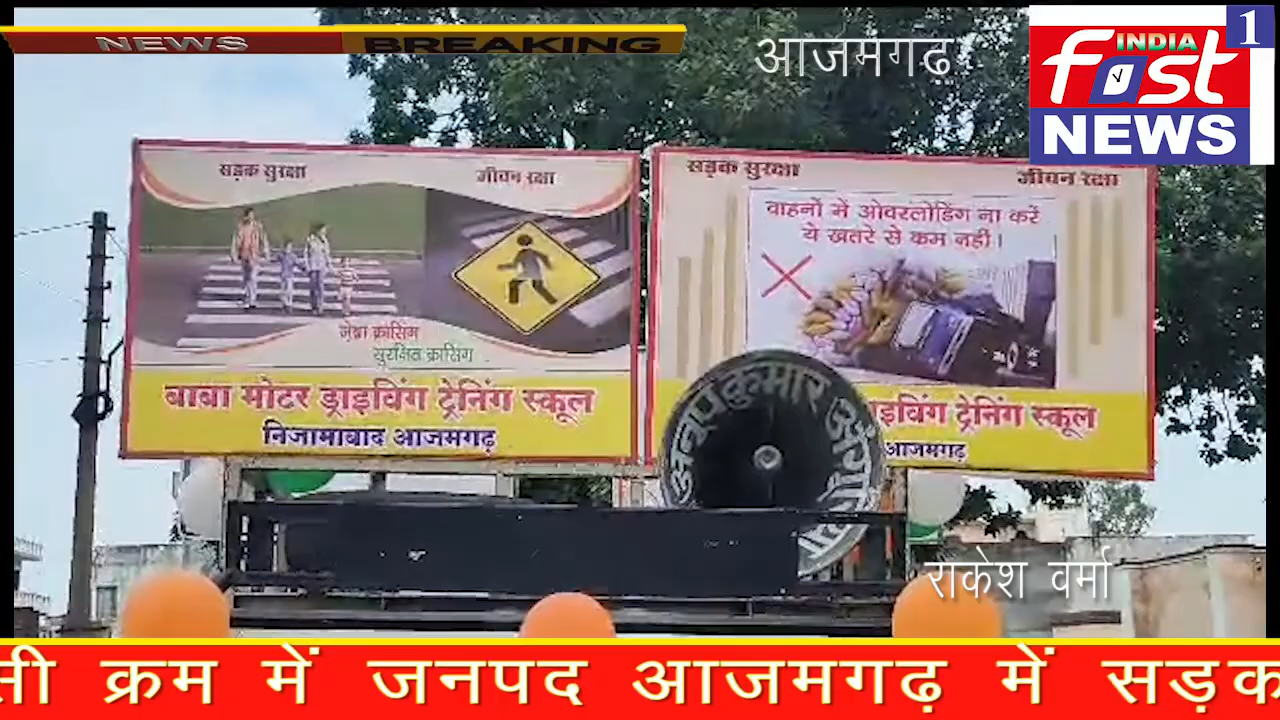 NEWS BREAKING
आजमगढ़
INDIA
fast
1
NEWS
सड़क सुरक्षा जीवन रक्षा
जेब्रा क्रासिंग
सुरक्षित क्रासिंग
बाबा मोटर ड्राइविंग ट्रेनिंग स्कूल
निजामाबाद आजमगढ़
सड़क सुरक्षा जीवन रक्षा
वाहनों में ओवरलोडिंग ना करें
ये खतरे से कम नहीं।
ाइविंग ट्रेनिंग स्कूल
आजमगढ़
अनूप कुमार
राकेश वर्मा
सी क्रम में जनपद आजमगढ़ में सड़क